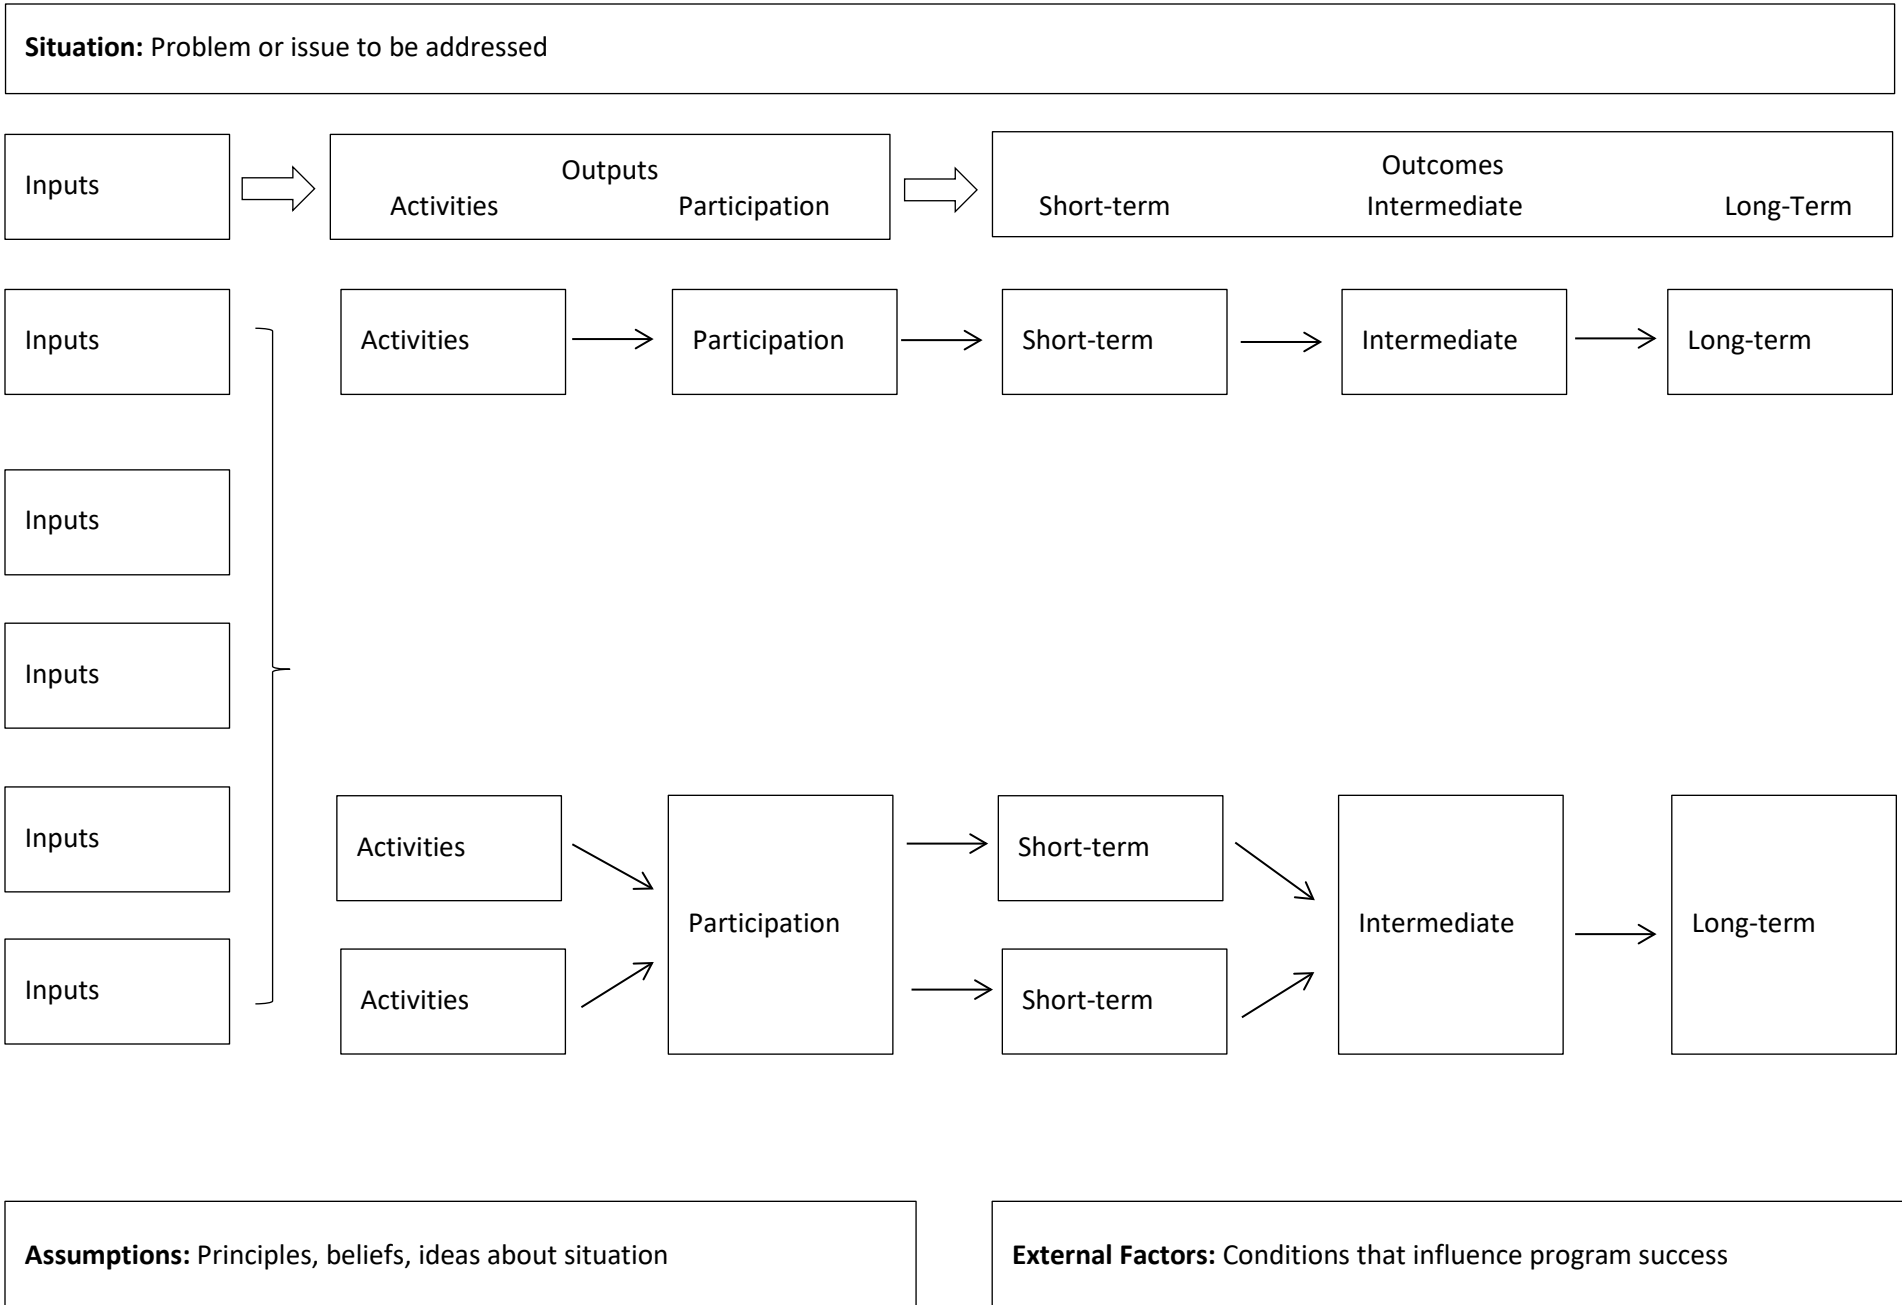 Situation: Problem or issue to be addressed
Inputs
Outputs
Activities Participation
Outcomes
Short-term Intermediate Long-Term
Inputs
Activities
Participation
Short-term
Intermediate
Long-term
Inputs
Inputs
Inputs
Activities
Short-term
Participation
Intermediate
Long-term
Inputs
Activities
Short-term
Assumptions: Principles, beliefs, ideas about situation
External Factors: Conditions that influence program success